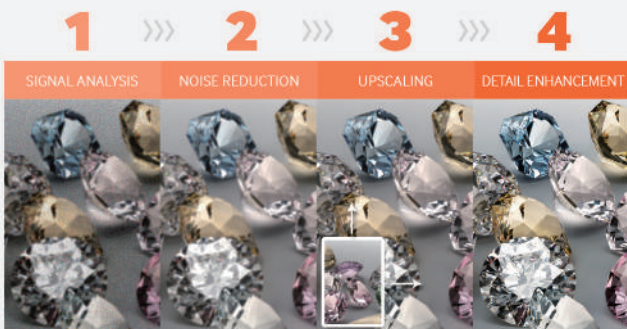 1 >>> 2 >>> 3 >>> 4
SIGNAL ANALYSIS NOISE REDUCTION UPSCALING DETAIL ENHANCEMENT